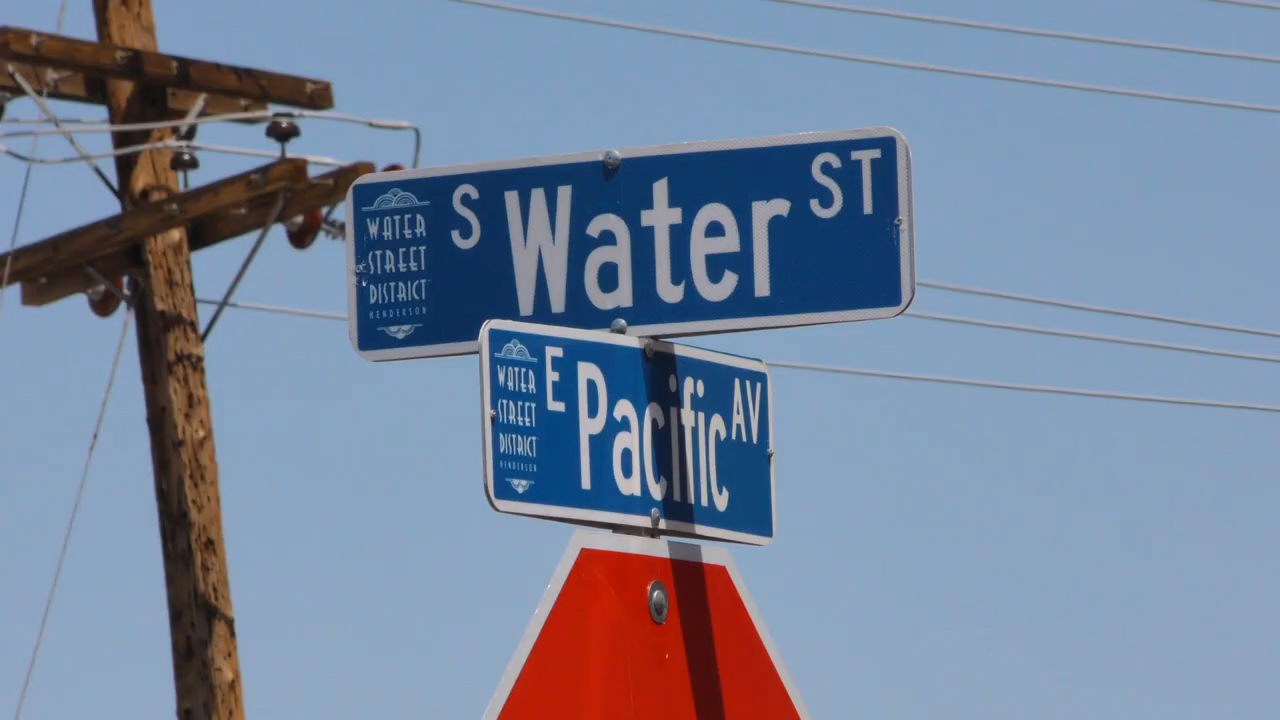 S Water ST
WATER
STREET
DISTRICT
HENDERSON
E Pacific AV
WATER
STREET
DISTRICT
HENDERSON